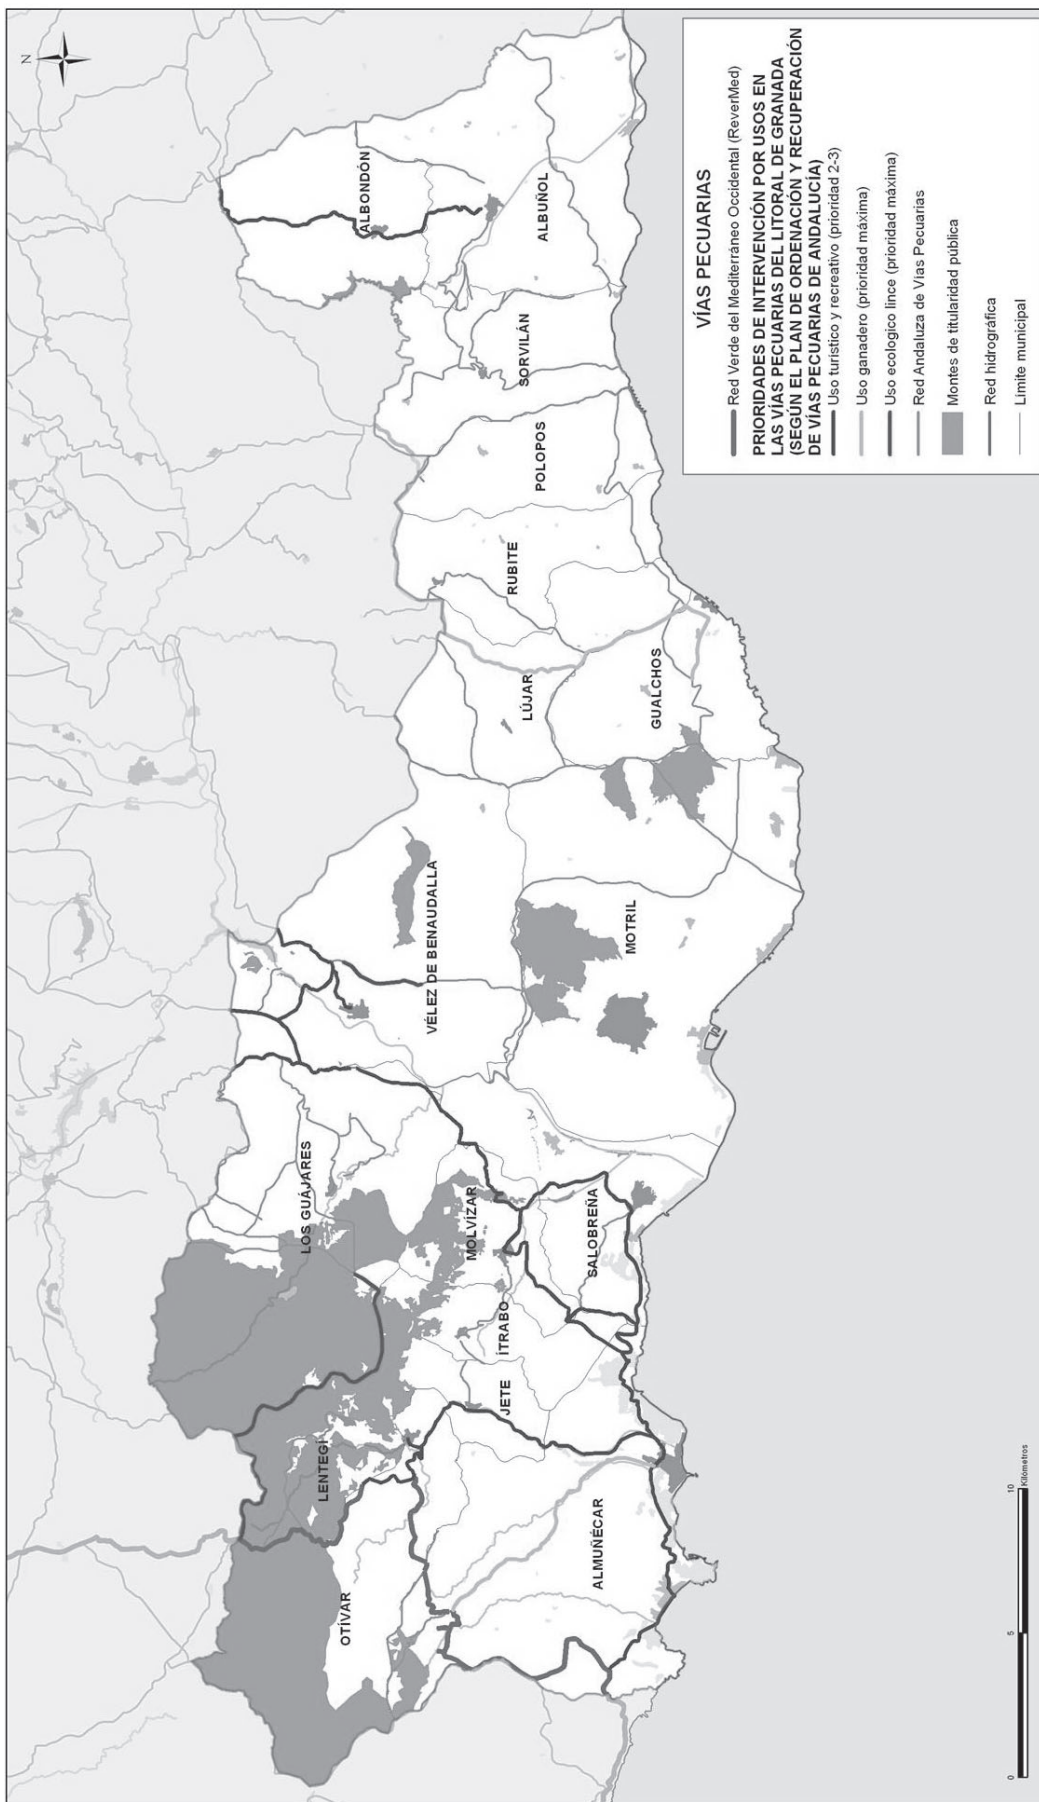 N
ALBONDÓN
ALBUÑOL
SORVILÁN
POLOPOS
RUBITE
LÚJAR
GUALCHOS
VÉLEZ DE BENAUDALLA
MOTRIL
LOS GUÁJARES
MOLVÍZAR
SALOBREÑA
ÍTRABO
JETE
LENTEGÍ
OTÍVAR
ALMUÑÉCAR
VÍAS PECUARIAS
Red Verde del Mediterráneo Occidental (ReverMed)
PRIORIDADES DE INTERVENCIÓN POR USOS EN
LAS VÍAS PECUARIAS DEL LITORAL DE GRANADA
(SEGÚN EL PLAN DE ORDENACIÓN Y RECUPERACIÓN
DE VÍAS PECUARIAS DE ANDALUCÍA)
Uso turístico y recreativo (prioridad 2-3)
Uso ganadero (prioridad máxima)
Uso ecologico lince (prioridad máxima)
Red Andaluza de Vias Pecuarias
Montes de titularidad pública
Red hidrográfica
Límite municipal
0 5 10
Kilómetros